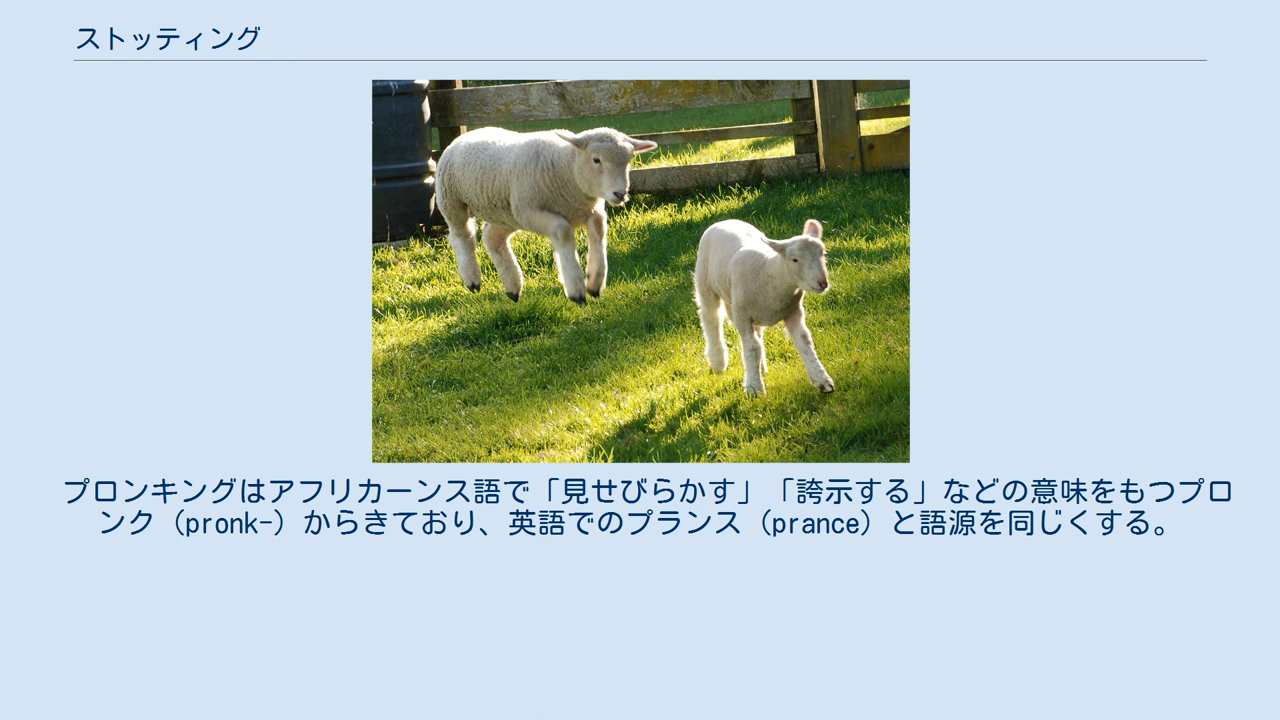 ストッティング
プロンキングはアフリカーンス語で「見せびらかす」「誇示する」などの意味をもつプロ
ンク（pronk-）からきており、英語でのプランス（prance）と語源を同じくする。